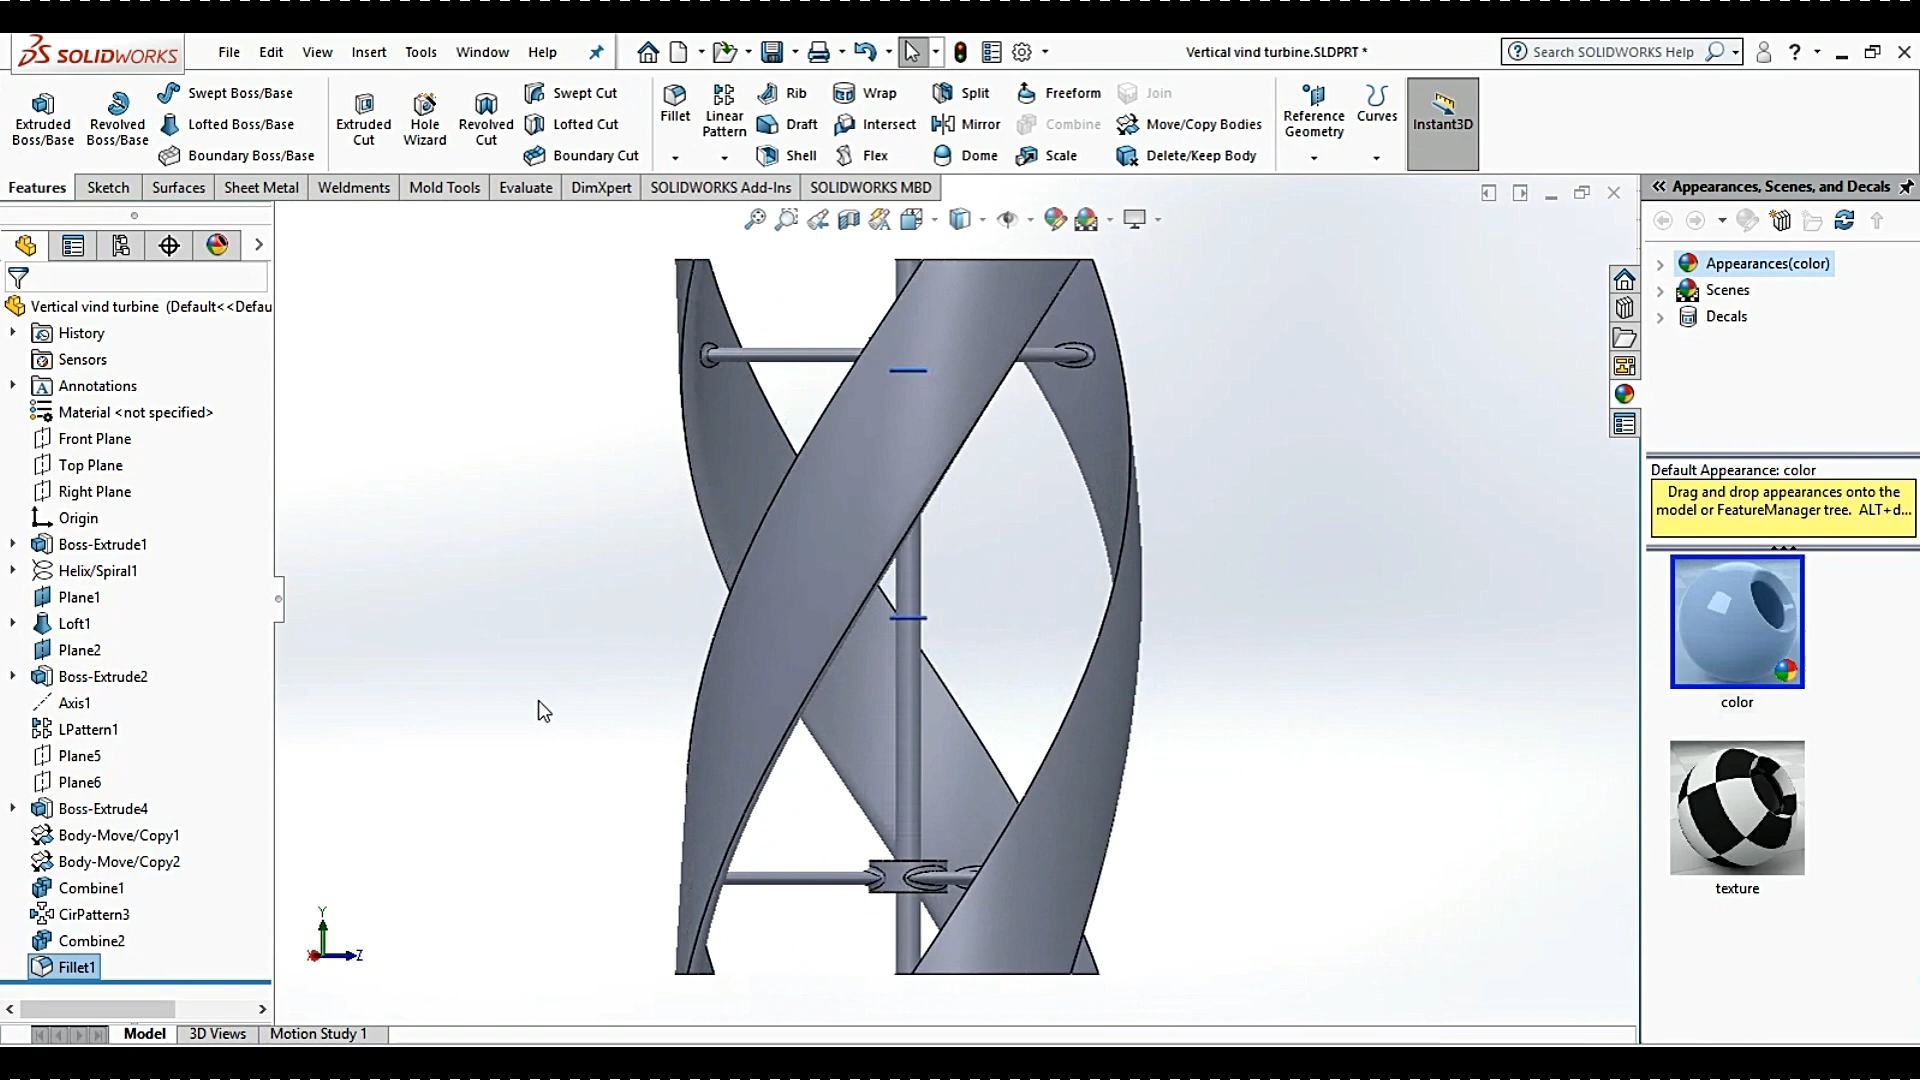 SOLIDWORKS File Edit View Insert Tools Window Help Vertical vind turbine.SLDPRT * Search SOLIDWORKS Help
Extruded Boss/Base
Revolved Boss/Base
Swept Boss/Base
Lofted Boss/Base
Boundary Boss/Base
Extruded Cut
Hole Wizard
Revolved Cut
Swept Cut
Lofted Cut
Boundary Cut
Fillet
Linear Pattern
Rib
Draft
Shell
Wrap
Intersect
Flex
Split
Mirror
Dome
Freeform
Combine
Scale
Join
Move/Copy Bodies
Delete/Keep Body
Reference Geometry
Curves
Instant3D
Features Sketch Surfaces Sheet Metal Weldments Mold Tools Evaluate DimXpert SOLIDWORKS Add-Ins SOLIDWORKS MBD
Vertical vind turbine (Default<<Defau
History
Sensors
Annotations
Material <not specified>
Front Plane
Top Plane
Right Plane
Origin
Boss-Extrude1
Helix/Spiral1
Plane1
Loft1
Plane2
Boss-Extrude2
Axis1
LPattern1
Plane5
Plane6
Boss-Extrude4
Body-Move/Copy1
Body-Move/Copy2
Combine1
CirPattern3
Combine2
Fillet1
Y
X
Z
Model 3D Views Motion Study 1
Appearances, Scenes, and Decals
Appearances(color)
Scenes
Decals
Default Appearance: color
Drag and drop appearances onto the
model or FeatureManager tree. ALT+d...
color
texture